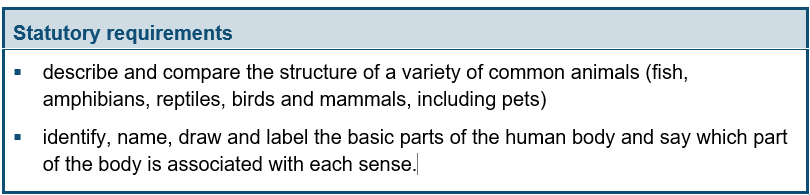 Statutory requirements
▪ describe and compare the structure of a variety of common animals (fish,
amphibians, reptiles, birds and mammals, including pets)
▪ identify, name, draw and label the basic parts of the human body and say which part
of the body is associated with each sense.